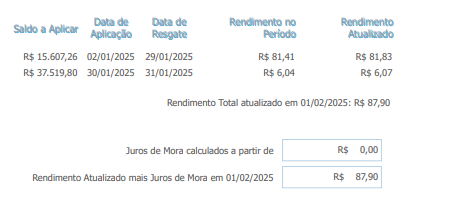 Saldo a Aplicar Data de Aplicação Data de Resgate Rendimento no Período Rendimento Atualizado
R$ 15.607,26 02/01/2025 29/01/2025 R$ 81,41 R$ 81,83
R$ 37.519,80 30/01/2025 31/01/2025 R$ 6,04 R$ 6,07
Rendimento Total atualizado em 01/02/2025: R$ 87,90
Juros de Mora calculados a partir de R$ 0,00
Rendimento Atualizado mais Juros de Mora em 01/02/2025 R$ 87,90